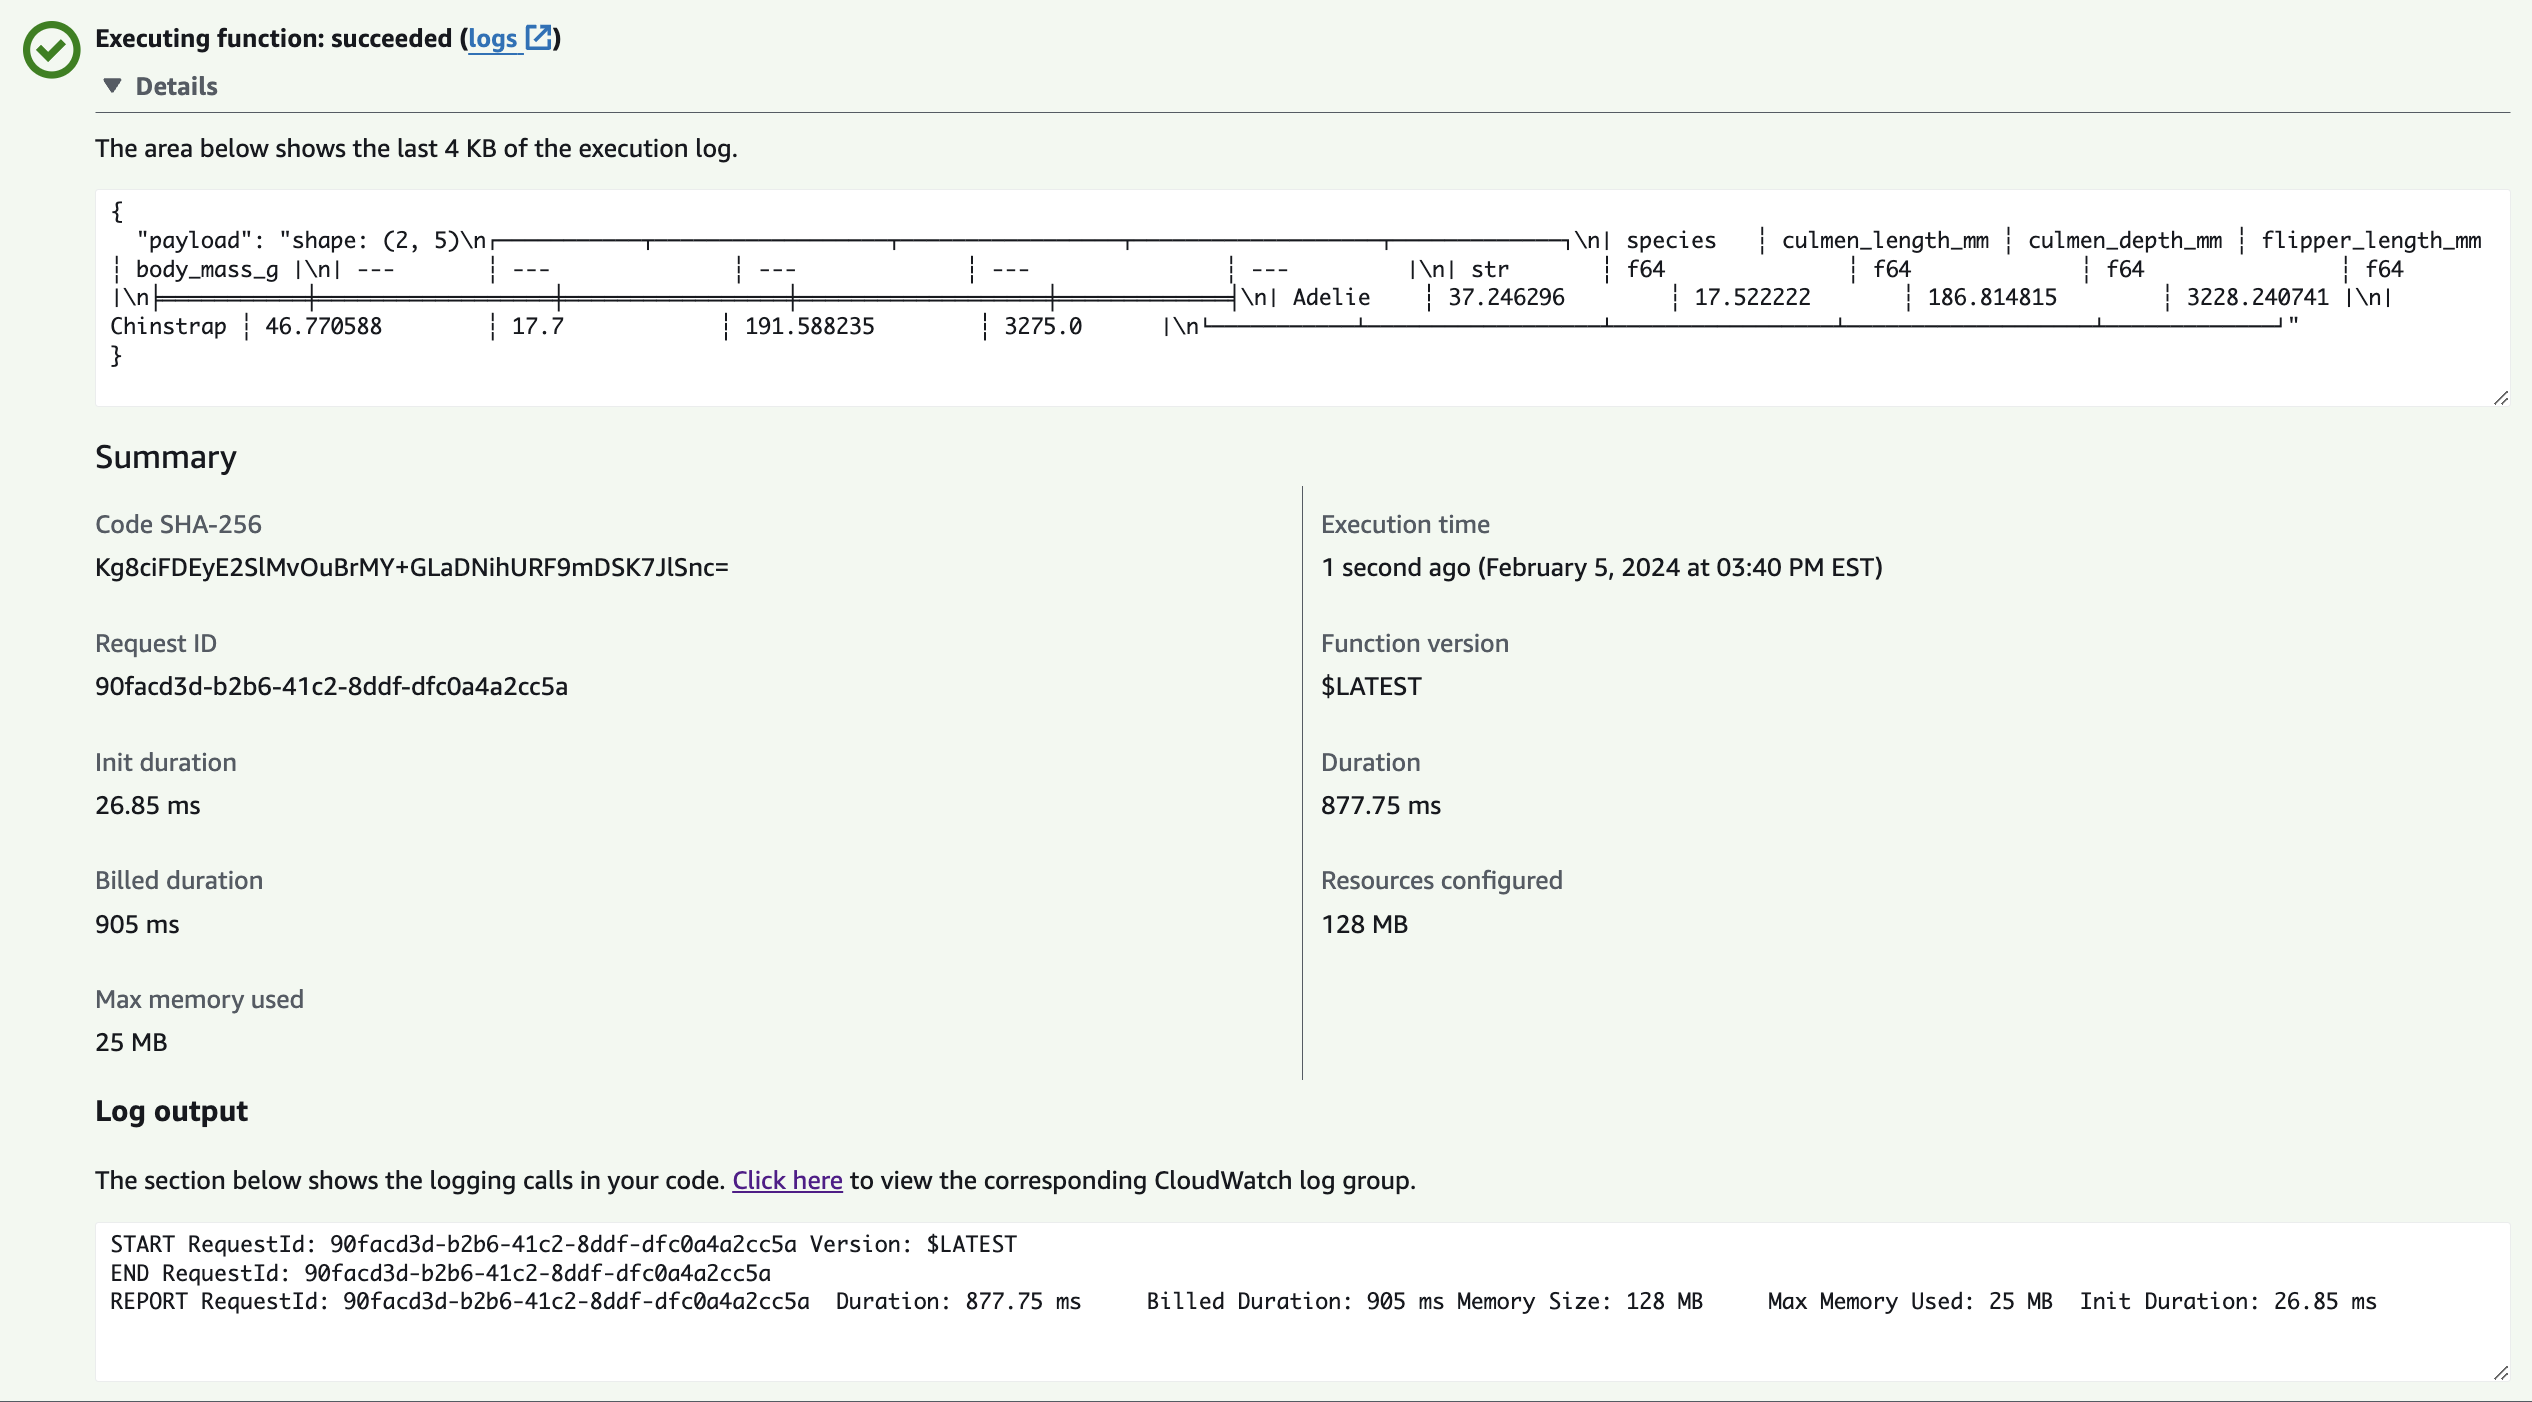 Executing function: succeeded (logs)
Details
The area below shows the last 4 KB of the execution log.
{
"payload": "shape: (2, 5)\n┌───────────┬──────────────────┬─────────────────┬───────────────────┬─────────────┐\n│ species   ┆ culmen_length_mm ┆ culmen_depth_mm ┆ flipper_length_mm
┆ body_mass_g │\n│ ---       ┆ ---              ┆ ---             ┆ ---               ┆ ---         │\n│ str       ┆ f64              ┆ f64             ┆ f64               ┆ f64
│\n╞═══════════╪══════════════════╪═════════════════╪═══════════════════╪═════════════╡\n│ Adelie    ┆ 37.246296        ┆ 17.522222       ┆ 186.814815        ┆ 3228.240741 │\n│
Chinstrap ┆ 46.770588        ┆ 17.7            ┆ 191.588235        ┆ 3275.0      │\n└───────────┴──────────────────┴─────────────────┴───────────────────┴─────────────┘"
}
Summary
Code SHA-256
Kg8ciFDEyE2SlMvOuBrMY+GLaDNihURF9mDSK7JlSnc=
Execution time
1 second ago (February 5, 2024 at 03:40 PM EST)
Request ID
90facd3d-b2b6-41c2-8ddf-dfc0a4a2cc5a
Function version
$LATEST
Init duration
26.85 ms
Duration
877.75 ms
Billed duration
905 ms
Resources configured
128 MB
Max memory used
25 MB
Log output
The section below shows the logging calls in your code. Click here to view the corresponding CloudWatch log group.
START RequestId: 90facd3d-b2b6-41c2-8ddf-dfc0a4a2cc5a Version: $LATEST
END RequestId: 90facd3d-b2b6-41c2-8ddf-dfc0a4a2cc5a
REPORT RequestId: 90facd3d-b2b6-41c2-8ddf-dfc0a4a2cc5a  Duration: 877.75 ms     Billed Duration: 905 ms Memory Size: 128 MB     Max Memory Used: 25 MB  Init Duration: 26.85 ms